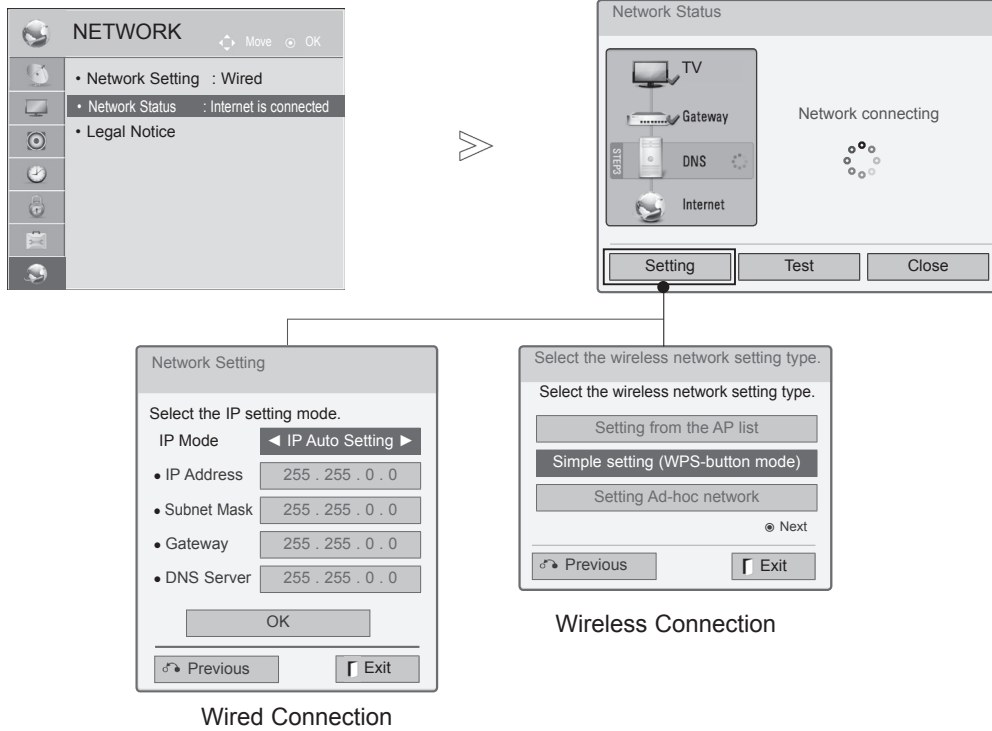 NETWORK
Move OK
• Network Setting : Wired
• Network Status : Internet is connected
• Legal Notice
Network Status
TV
Gateway
STEP3
DNS
Internet
Network connecting
Setting Test Close
Network Setting
Select the IP setting mode.
IP Mode ◄ IP Auto Setting ►
• IP Address 255 . 255 . 0 . 0
• Subnet Mask 255 . 255 . 0 . 0
• Gateway 255 . 255 . 0 . 0
• DNS Server 255 . 255 . 0 . 0
OK
Previous Exit
Wired Connection
Select the wireless network setting type.
Select the wireless network setting type.
Setting from the AP list
Simple setting (WPS-button mode)
Setting Ad-hoc network
Next
Previous Exit
Wireless Connection